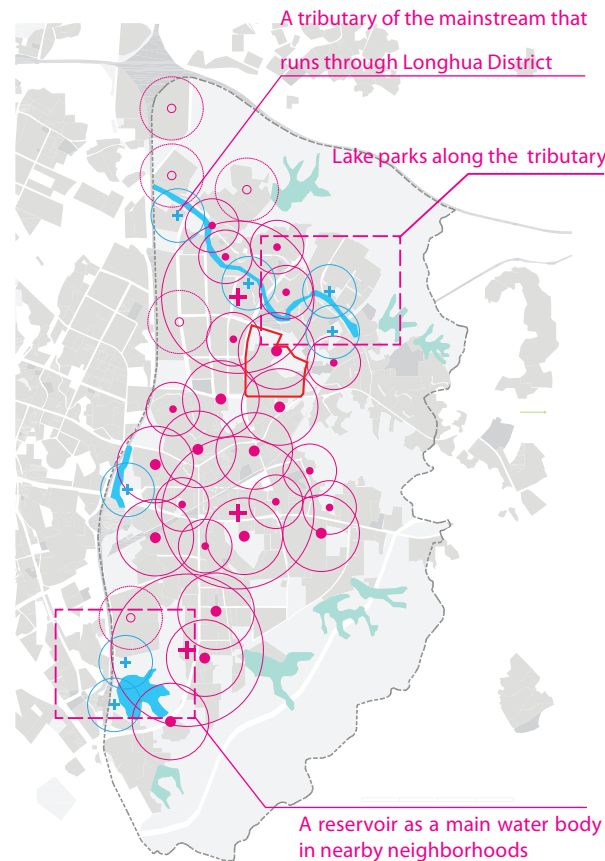 A tributary of the mainstream that
runs through Longhua District
Lake parks along the tributary
A reservoir as a main water body
in nearby neighborhoods